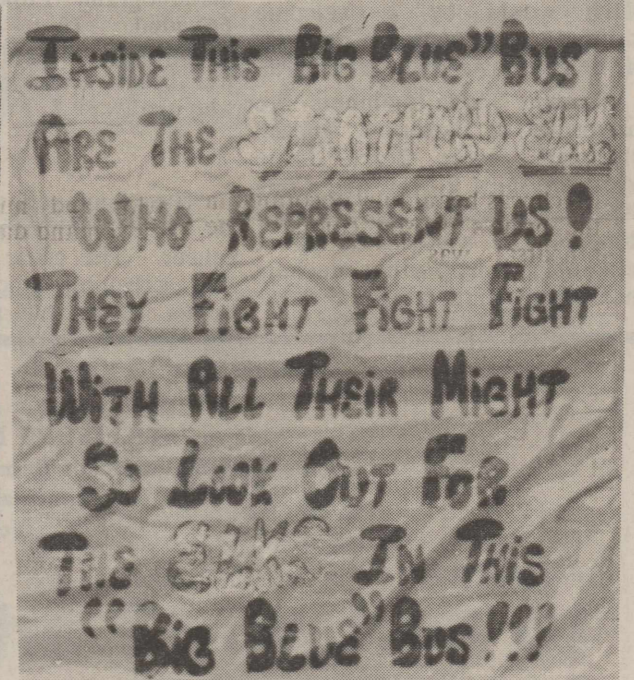 INSIDE THIS BIG BLUE" BUS
ARE THE
WHO REPRESENT US!
THEY FIGHT FIGHT FIGHT
WITH ALL THEIR MIGHT
SO LOOK OUT FOR
THE IN THIS
"BIG BLUE" BUS!!!